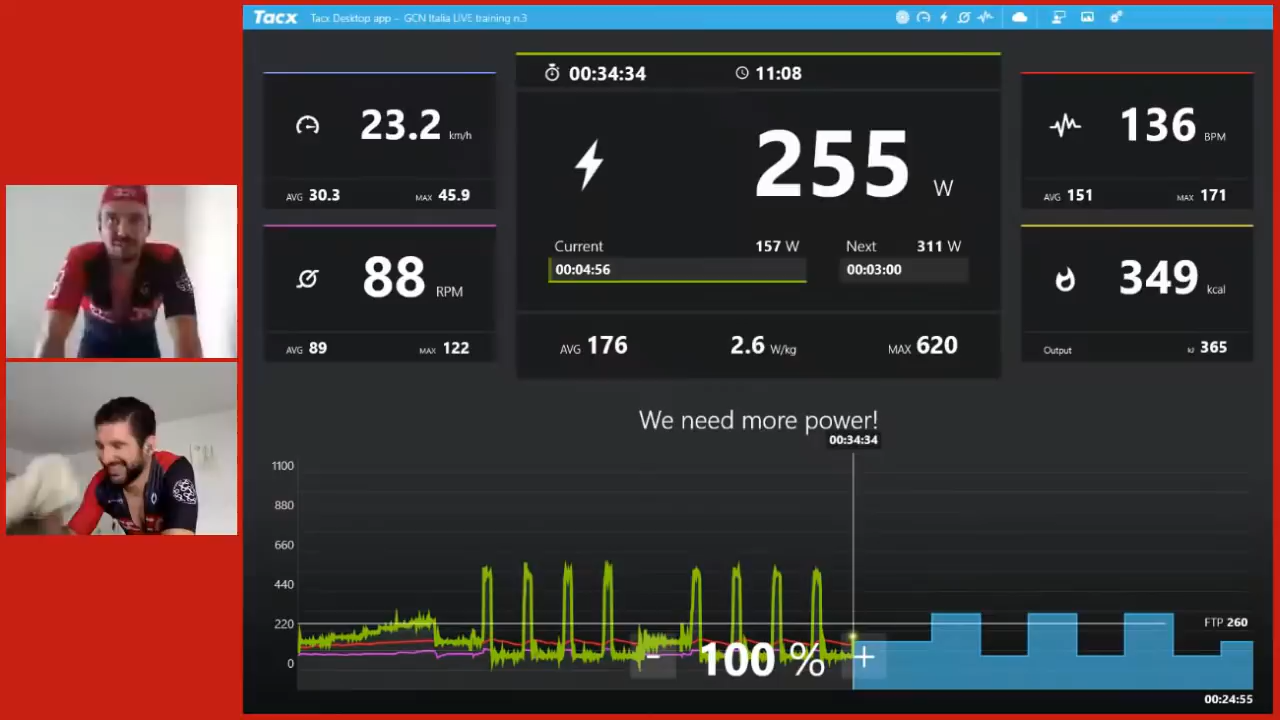 Tacx Tacx Desktop app – GCN Italia LIVE training n.3
00:34:34 11:08
23.2 km/h
AVG 30.3 MAX 45.9
255 W
136 BPM
AVG 151 MAX 171
Current 157 W Next 311 W
00:04:56 00:03:00
88 RPM
AVG 89 MAX 122
349 kcal
Output kJ 365
AVG 176 2.6 W/kg MAX 620
We need more power!
00:34:34
1100
880
660
440
220
0
FTP 260
- 100 % +
00:24:55